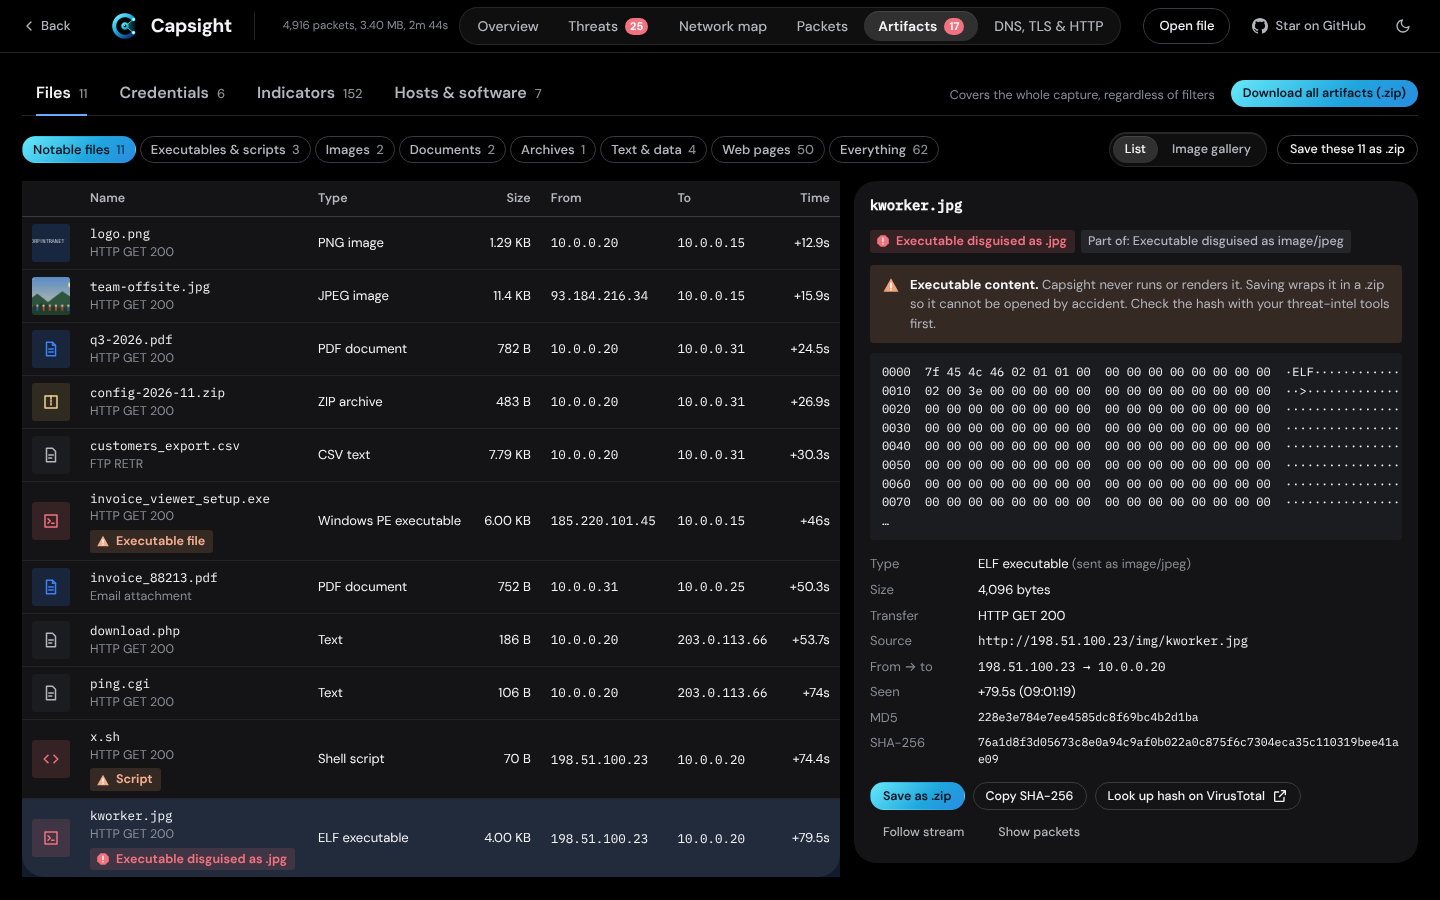 Back
Capsight
4,916 packets, 3.40 MB, 2m 44s
Overview
Threats 25
Network map
Packets
Artifacts 17
DNS, TLS & HTTP
Open file
Star on GitHub
Files 11
Credentials 6
Indicators 152
Hosts & software 7
Covers the whole capture, regardless of filters
Download all artifacts (.zip)
Notable files 11
Executables & scripts 3
Images 2
Documents 2
Archives 1
Text & data 4
Web pages 50
Everything 62
List
Image gallery
Save these 11 as .zip
Name Type Size From To Time
logo.png
HTTP GET 200
PNG image 1.29 KB 10.0.0.20 10.0.0.15 +12.9s
team-offsite.jpg
HTTP GET 200
JPEG image 11.4 KB 93.184.216.34 10.0.0.15 +15.9s
q3-2026.pdf
HTTP GET 200
PDF document 782 B 10.0.0.20 10.0.0.31 +24.5s
config-2026-11.zip
HTTP GET 200
ZIP archive 483 B 10.0.0.20 10.0.0.31 +26.9s
customers_export.csv
FTP RETR
CSV text 7.79 KB 10.0.0.20 10.0.0.31 +30.3s
invoice_viewer_setup.exe
HTTP GET 200
Executable file
Windows PE executable 6.00 KB 185.220.101.45 10.0.0.15 +46s
invoice_88213.pdf
Email attachment
PDF document 752 B 10.0.0.31 10.0.0.25 +50.3s
download.php
HTTP GET 200
Text 186 B 10.0.0.20 203.0.113.66 +53.7s
ping.cgi
HTTP GET 200
Text 106 B 10.0.0.20 203.0.113.66 +74s
x.sh
HTTP GET 200
Script
Shell script 70 B 198.51.100.23 10.0.0.20 +74.4s
kworker.jpg
HTTP GET 200
Executable disguised as .jpg
ELF executable 4.00 KB 198.51.100.23 10.0.0.20 +79.5s
kworker.jpg
Executable disguised as .jpg
Part of: Executable disguised as image/jpeg
Executable content. Capsight never runs or renders it. Saving wraps it in a .zip
so it cannot be opened by accident. Check the hash with your threat-intel tools
first.
0000 7f 45 4c 46 02 01 01 00 00 00 00 00 00 00 00 00 ·ELF············
0010 02 00 3e 00 00 00 00 00 00 00 00 00 00 00 00 00 ··>·············
0020 00 00 00 00 00 00 00 00 00 00 00 00 00 00 00 00 ················
0030 00 00 00 00 00 00 00 00 00 00 00 00 00 00 00 00 ················
0040 00 00 00 00 00 00 00 00 00 00 00 00 00 00 00 00 ················
0050 00 00 00 00 00 00 00 00 00 00 00 00 00 00 00 00 ················
0060 00 00 00 00 00 00 00 00 00 00 00 00 00 00 00 00 ················
0070 00 00 00 00 00 00 00 00 00 00 00 00 00 00 00 00 ················
…
Type ELF executable (sent as image/jpeg)
Size 4,096 bytes
Transfer HTTP GET 200
Source http://198.51.100.23/img/kworker.jpg
From → to 198.51.100.23 → 10.0.0.20
Seen +79.5s (09:01:19)
MD5 228e3e784e7ee4585dc8f69bc4b2d1ba
SHA-256 76a1d8f3d05673c8e0a94c9af0b022a0c875f6c7304eca35c110319bee41a
e09
Save as .zip
Copy SHA-256
Look up hash on VirusTotal
Follow stream
Show packets